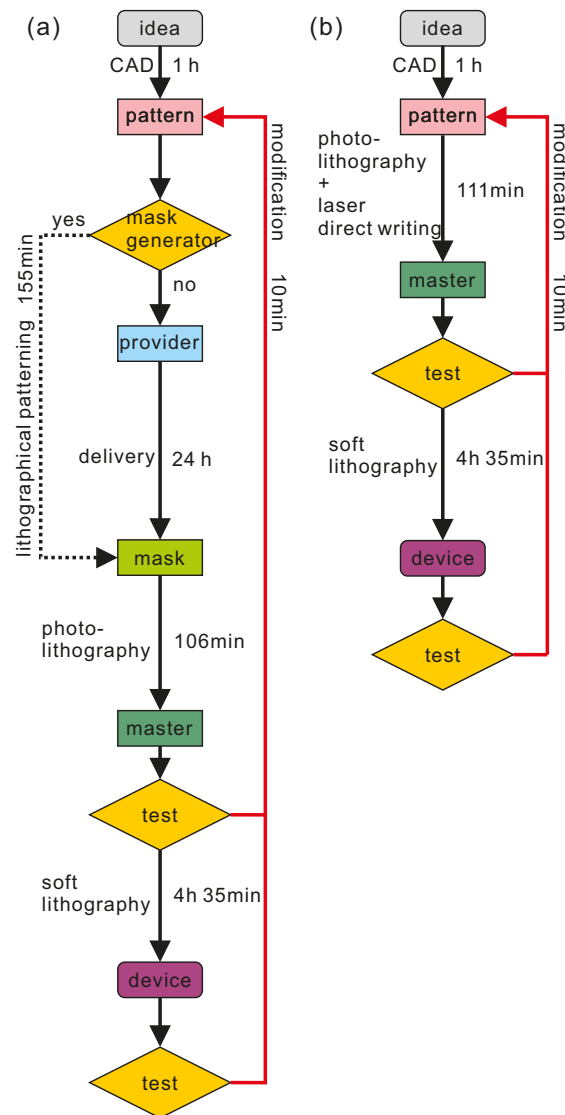 (a)
idea
CAD 1 h
pattern
yes
mask
generator
no
lithographical patterning 155min
provider
delivery 24 h
mask
photo-
lithography
106min
master
test
soft
lithography
4h 35min
device
test
modification
10min
(b)
idea
CAD 1 h
pattern
photo-
lithography
+
laser
direct writing
111min
master
test
soft
lithography
4h 35min
device
test
modification
10min